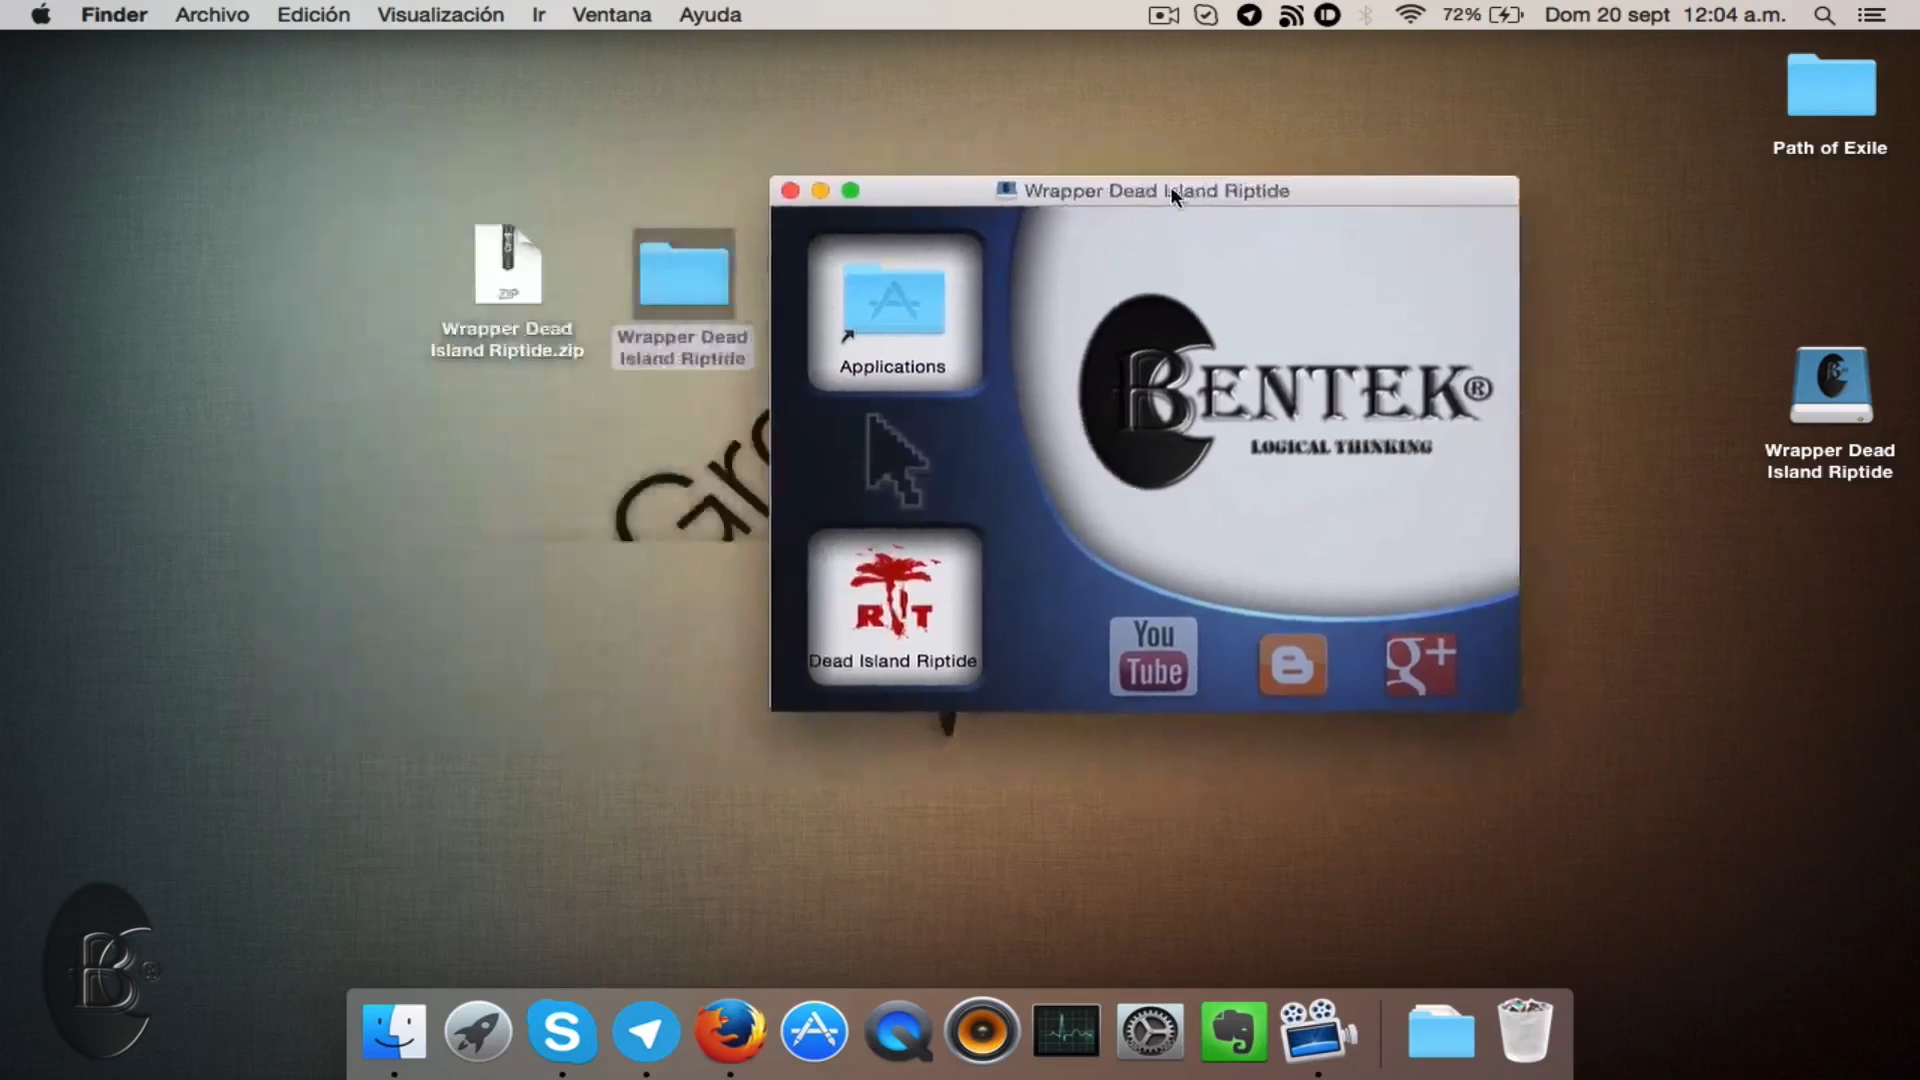 Finder Archivo Edición Visualización Ir Ventana Ayuda 72% Dom 20 sept 12:04 a.m.
Path of Exile
Wrapper Dead Island Riptide
ZIP
Wrapper Dead
Island Riptide.zip
Wrapper Dead
Island Riptide
Applications
BENTEK®
LOGICAL THINKING
Wrapper Dead
Island Riptide
Gr
R T
Dead Island Riptide
You
Tube
g+
B®
S